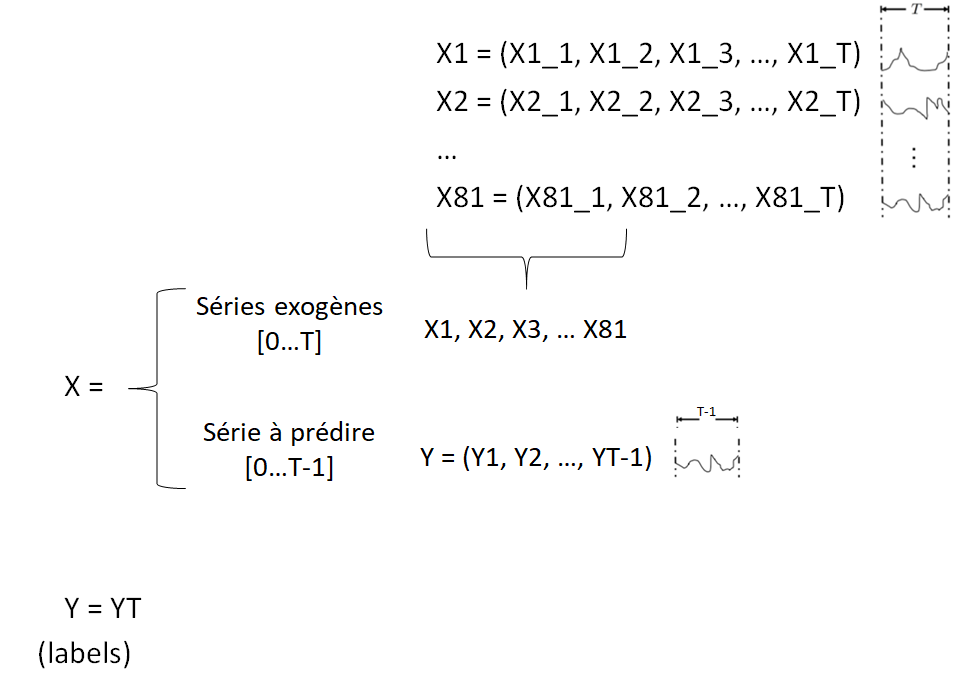 T
X1 = (X1_1, X1_2, X1_3, …, X1_T)
X2 = (X2_1, X2_2, X2_3, …, X2_T)
...
X81 = (X81_1, X81_2, …, X81_T)
Séries exogènes
[0…T]
X1, X2, X3, … X81
X =
Série à prédire
[0…T-1]
T-1
Y = (Y1, Y2, …, YT-1)
Y = YT
(labels)